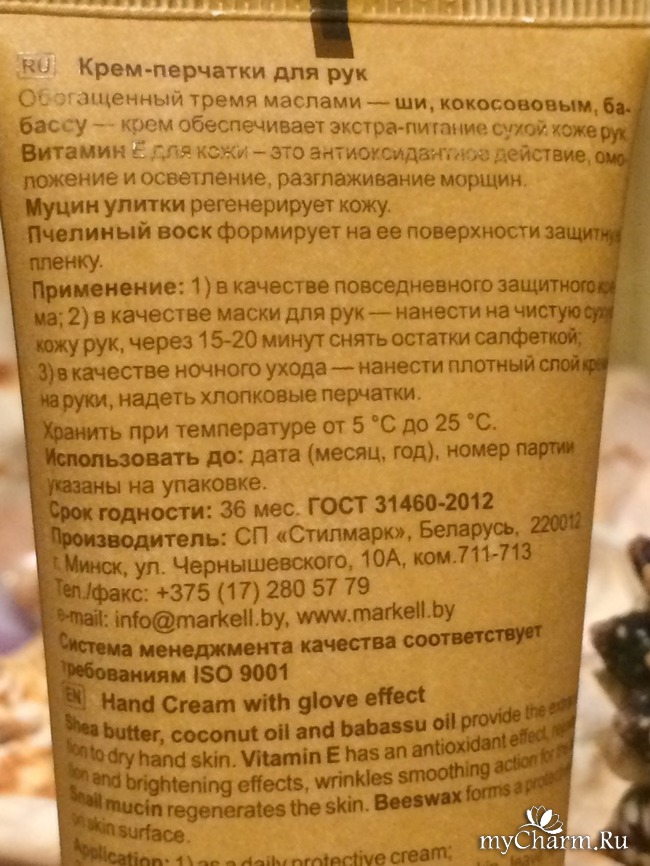 RU Крем-перчатки для рук
Обогащенный тремя маслами — ши, кокосововым, ба-
бассу — крем обеспечивает экстра-питание сухой коже рук
Витамин Е для кожи – это антиоксидантное действие, омо-
ложение и осветление, разглаживание морщин.
Муцин улитки регенерирует кожу.
Пчелиный воск формирует на ее поверхности защитную
пленку.
Применение: 1) в качестве повседневного защитного кре-
ма; 2) в качестве маски для рук — нанести на чистую сухую
кожу рук, через 15-20 минут снять остатки салфеткой;
3) в качестве ночного ухода — нанести плотный слой крема
на руки, надеть хлопковые перчатки.
Хранить при температуре от 5 °C до 25 °C.
Использовать до: дата (месяц, год), номер партии
указаны на упаковке.
Срок годности: 36 мес. ГОСТ 31460-2012
Производитель: СП «Стилмарк», Беларусь, 220012
г. Минск, ул. Чернышевского, 10А, ком.711-713
Тел./факс: +375 (17) 280 57 79
e-mail: info@markell.by, www.markell.by
Система менеджмента качества соответствует
требованиям ISO 9001
EN Hand Cream with glove effect
Shea butter, coconut oil and babassu oil provide the
tion to dry hand skin. Vitamin E has an antioxidant effect,
tion and brightening effects, wrinkles smoothing action for
Snail mucin regenerates the skin. Beeswax forms a
on skin surface.
Application: 1) as a daily protective cream;
myCharm.Ru